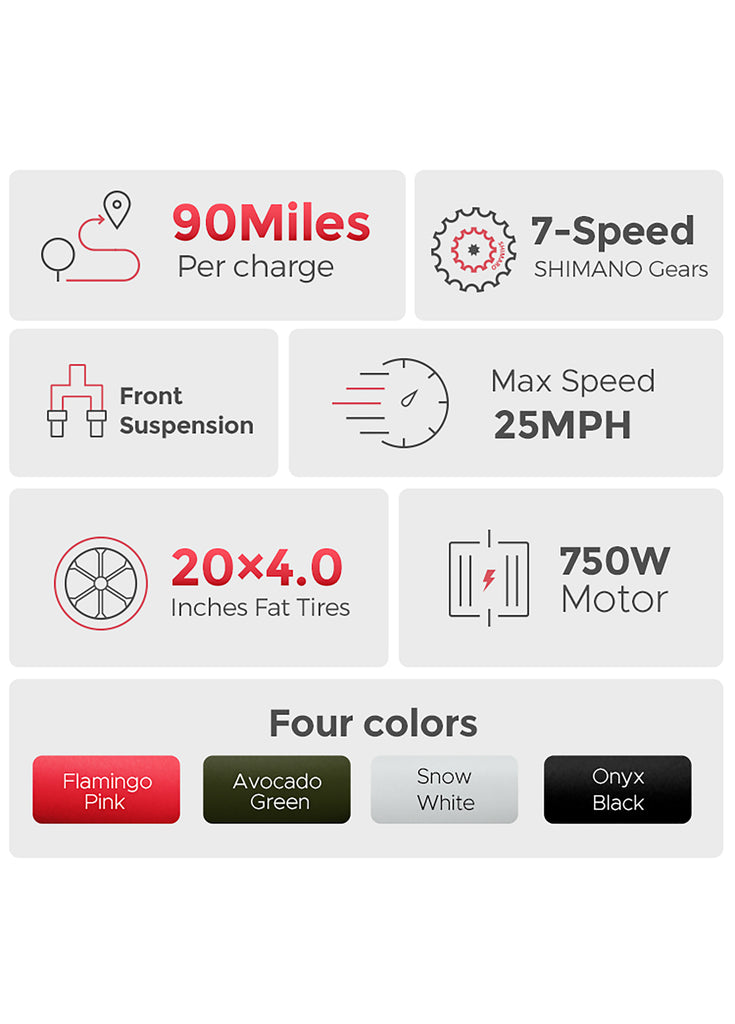 90Miles
Per charge
7-Speed
SHIMANO Gears
SHIMANO
Front
Suspension
Max Speed
25MPH
20×4.0
Inches Fat Tires
750W
Motor
Four colors
Flamingo
Pink
Avocado
Green
Snow
White
Onyx
Black